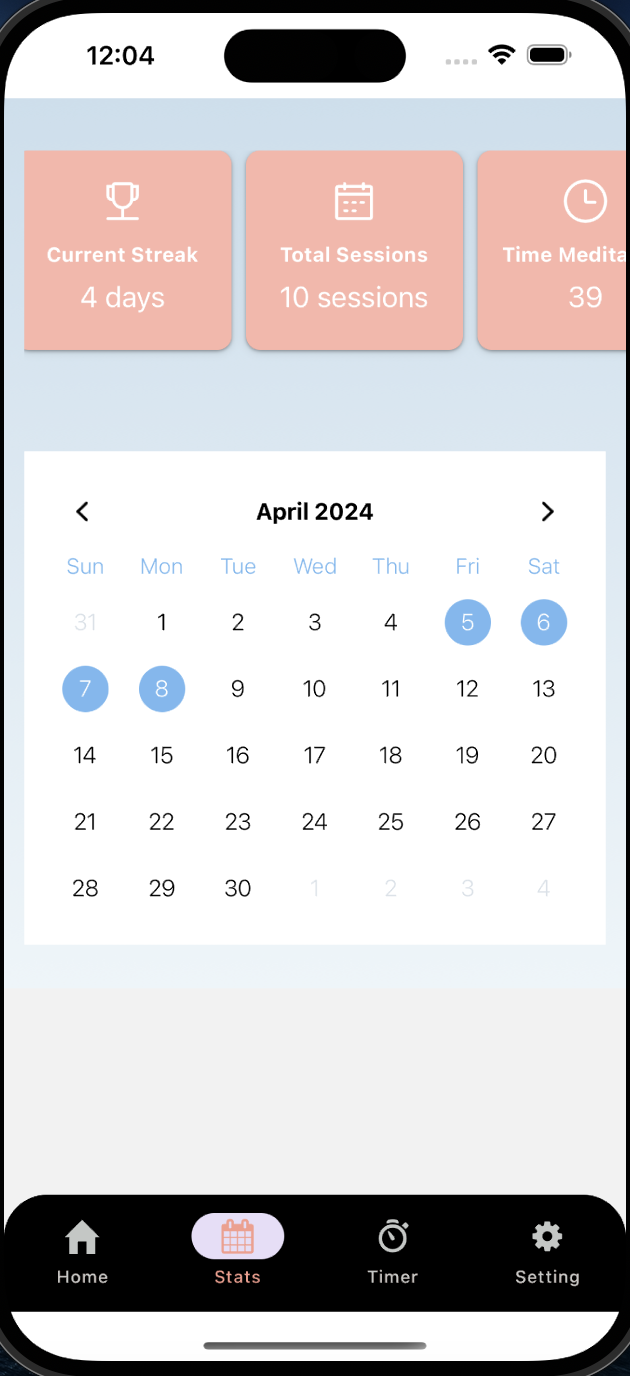 12:04
Current Streak Total Sessions Time Medita
4 days 10 sessions 39
April 2024
Sun Mon Tue Wed Thu Fri Sat
31 1 2 3 4 5 6
7 8 9 10 11 12 13
14 15 16 17 18 19 20
21 22 23 24 25 26 27
28 29 30 1 2 3 4
Home Stats Timer Setting